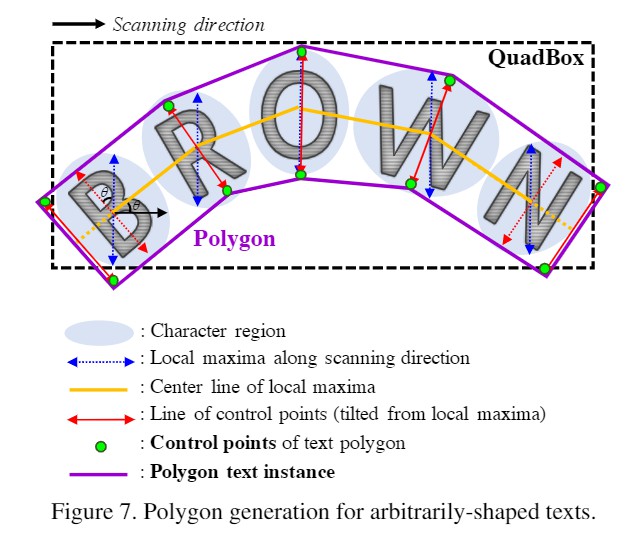 Scanning direction
QuadBox
BROWN
θ
θ
Polygon
: Character region
: Local maxima along scanning direction
: Center line of local maxima
: Line of control points (tilted from local maxima)
: Control points of text polygon
: Polygon text instance
Figure 7. Polygon generation for arbitrarily-shaped texts.